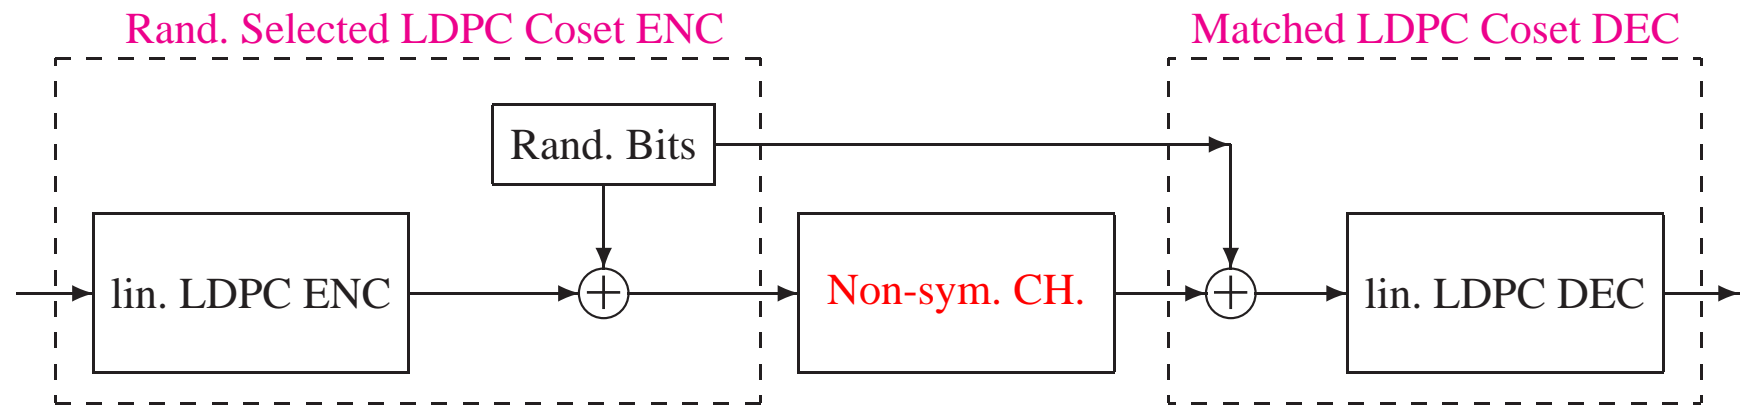 Rand. Selected LDPC Coset ENC
Matched LDPC Coset DEC
Rand. Bits
lin. LDPC ENC
Non-sym. CH.
lin. LDPC DEC